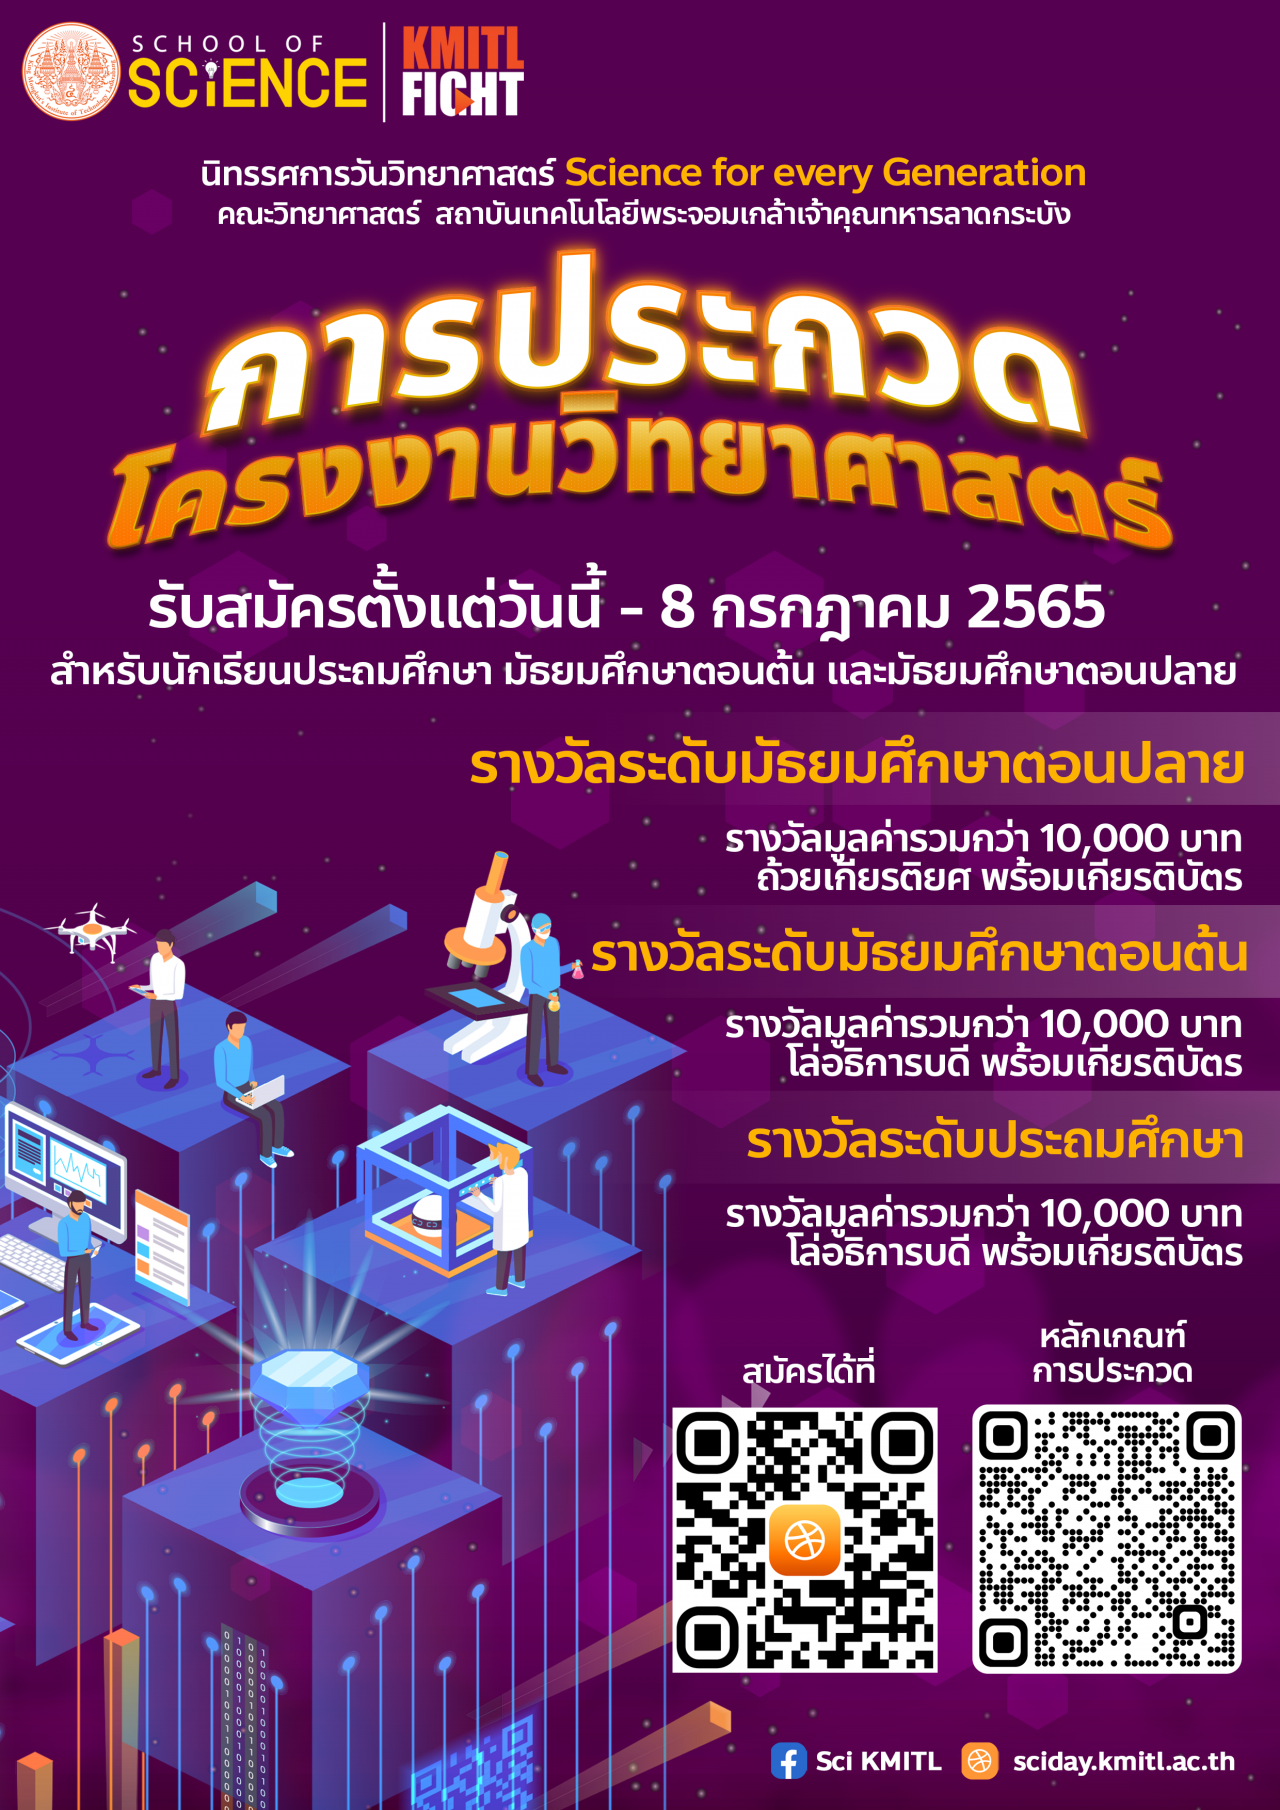 SCHOOL OF
SCiENCE
KMITL
FIGHT
นิทรรศการวันวิทยาศาสตร์ Science for every Generation
คณะวิทยาศาสตร์ สถาบันเทคโนโลยีพระจอมเกล้าเจ้าคุณทหารลาดกระบัง
การประกวด
โครงงานวิทยาศาสตร์
รับสมัครตั้งแต่วันนี้ - 8 กรกฎาคม 2565
สำหรับนักเรียนประถมศึกษา มัธยมศึกษาตอนต้น และมัธยมศึกษาตอนปลาย
รางวัลระดับมัธยมศึกษาตอนปลาย
รางวัลมูลค่ารวมกว่า 10,000 บาท
ถ้วยเกียรติยศ พร้อมเกียรติบัตร
รางวัลระดับมัธยมศึกษาตอนต้น
รางวัลมูลค่ารวมกว่า 10,000 บาท
โล่อธิการบดี พร้อมเกียรติบัตร
รางวัลระดับประถมศึกษา
รางวัลมูลค่ารวมกว่า 10,000 บาท
โล่อธิการบดี พร้อมเกียรติบัตร
สมัครได้ที่
หลักเกณฑ์
การประกวด
Sci KMITL
sciday.kmitl.ac.th